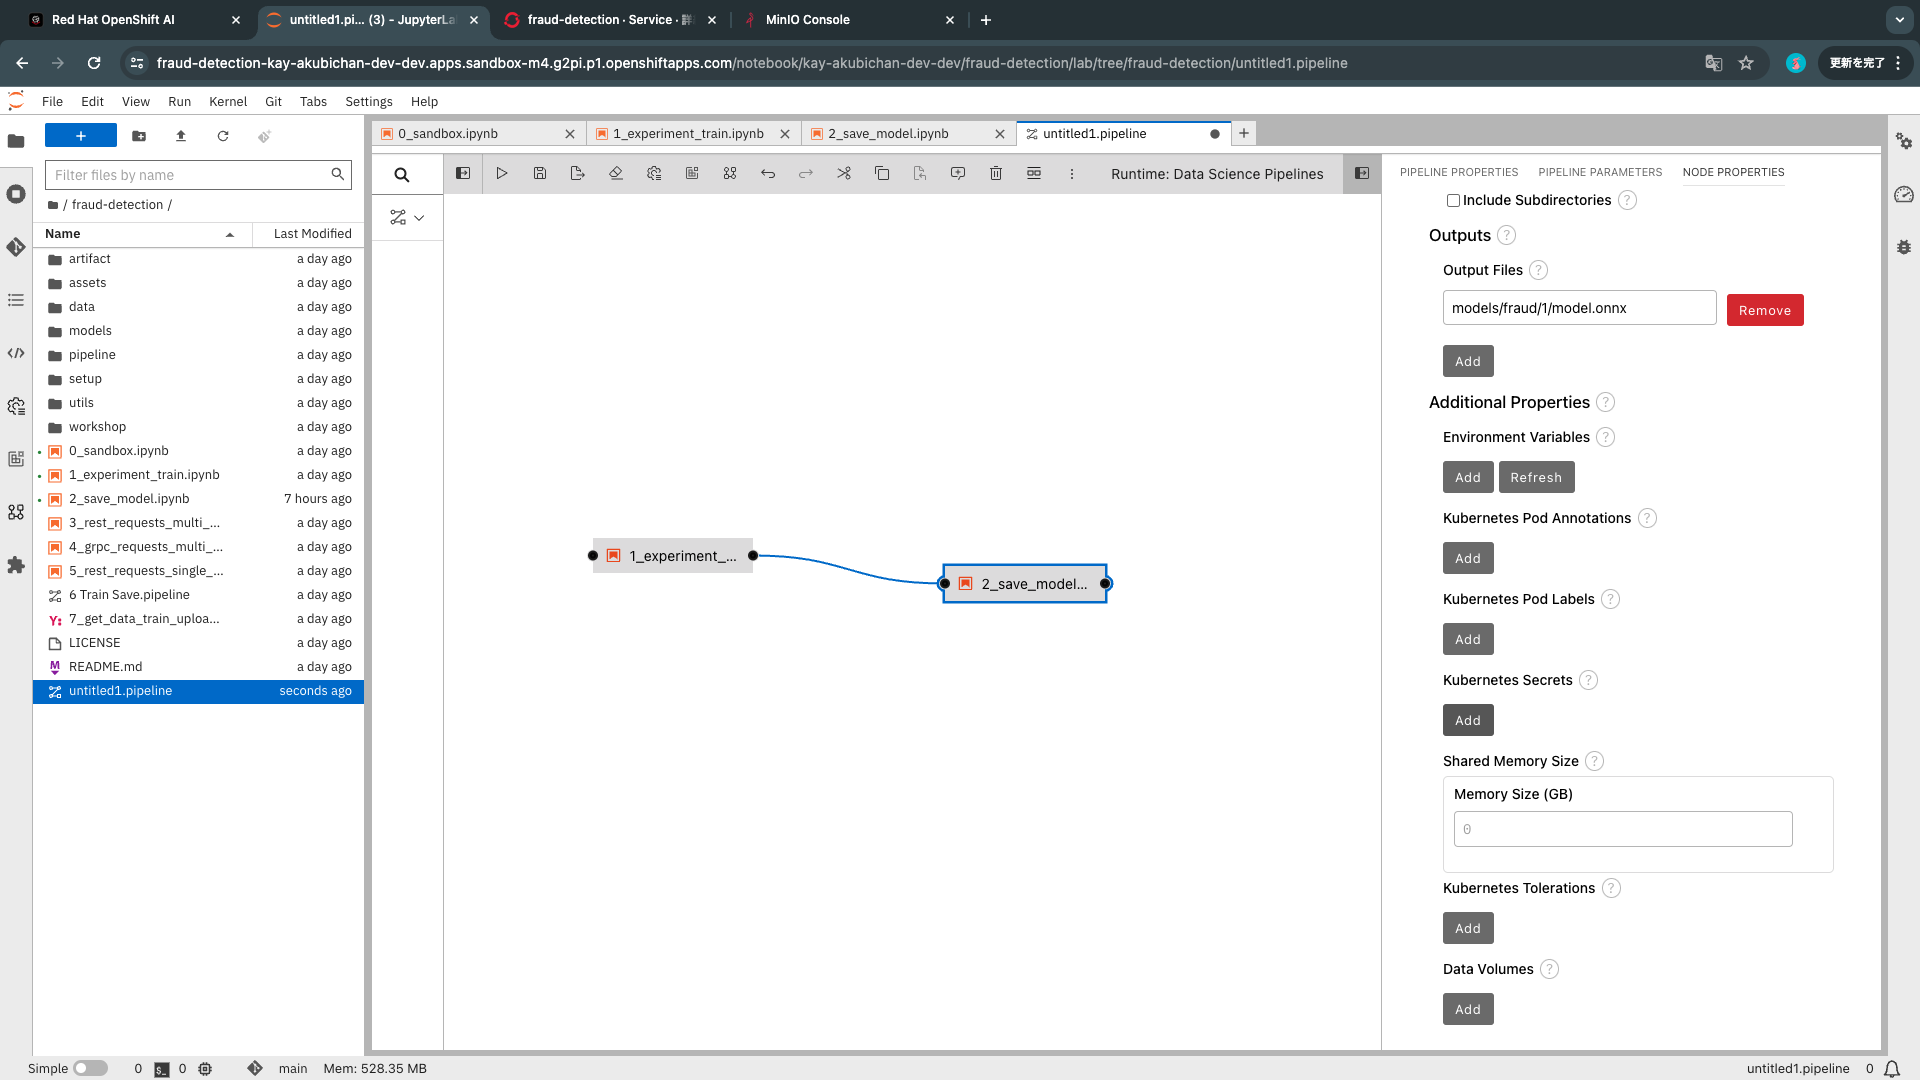 Red Hat OpenShift AI
untitled1.pi... (3) - JupyterLa
fraud-detection · Service ·
MinIO Console
fraud-detection-kay-akubichan-dev-dev.apps.sandbox-m4.g2pi.p1.openshiftapps.com/notebook/kay-akubichan-dev-dev/fraud-detection/lab/tree/fraud-detection/untitled1.pipeline
更新を完了
File Edit View Run Kernel Git Tabs Settings Help
Filter files by name
/ fraud-detection /
Name Last Modified
artifact a day ago
assets a day ago
data a day ago
models a day ago
pipeline a day ago
setup a day ago
utils a day ago
workshop a day ago
0_sandbox.ipynb a day ago
1_experiment_train.ipynb a day ago
2_save_model.ipynb 7 hours ago
3_rest_requests_multi_... a day ago
4_grpc_requests_multi_... a day ago
5_rest_requests_single_... a day ago
6 Train Save.pipeline a day ago
7_get_data_train_uploa... a day ago
LICENSE a day ago
README.md a day ago
untitled1.pipeline seconds ago
0_sandbox.ipynb
1_experiment_train.ipynb
2_save_model.ipynb
untitled1.pipeline
Runtime: Data Science Pipelines
1_experiment_...
2_save_model...
PIPELINE PROPERTIES PIPELINE PARAMETERS NODE PROPERTIES
Include Subdirectories ?
Outputs ?
Output Files ?
models/fraud/1/model.onnx Remove
Add
Additional Properties ?
Environment Variables ?
Add Refresh
Kubernetes Pod Annotations ?
Add
Kubernetes Pod Labels ?
Add
Kubernetes Secrets ?
Add
Shared Memory Size ?
Memory Size (GB)
0
Kubernetes Tolerations ?
Add
Data Volumes ?
Add
Simple 0 0 main Mem: 528.35 MB
untitled1.pipeline 0